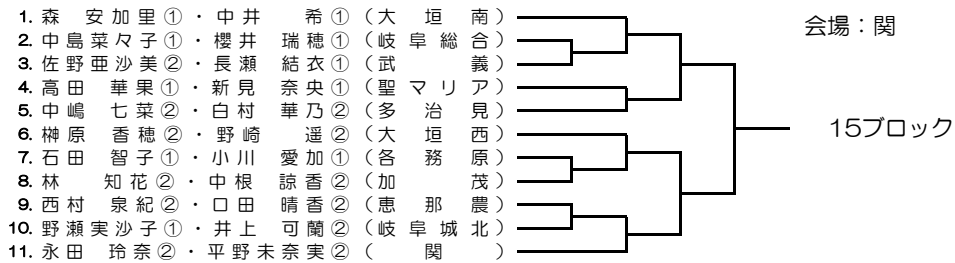 1. 森 安加里①・中井 希①(大垣南)
会場:関
2. 中島菜々子①・櫻井 瑞穂①(岐阜総合)
3. 佐野亜沙美②・長瀬 結衣①(武義)
4. 高田 華果①・新見 奈央①(聖マリア)
5. 中嶋 七菜②・白村 華乃②(多治見)
15ブロック
6. 榊原 香穂②・野崎 遥②(大垣西)
7. 石田 智子①・小川 愛加①(各務原)
8. 林 知花②・中根 諒香②(加茂)
9. 西村 泉紀②・口田 晴香②(恵那農)
10. 野瀬実沙子①・井上 可蘭②(岐阜城北)
11. 永田 玲奈②・平野未奈実②(関)